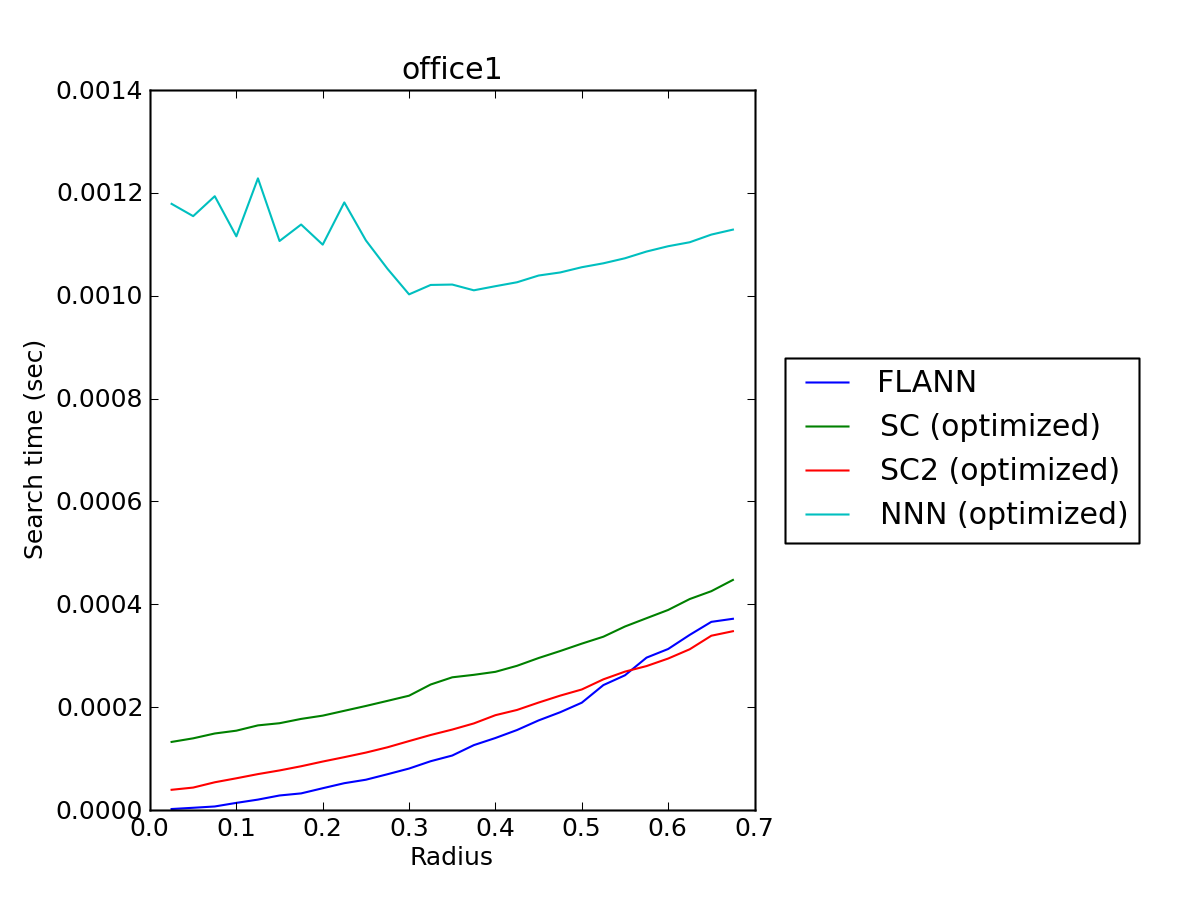 office1
0.0014
0.0012
0.0010
0.0008
0.0006
0.0004
0.0002
0.0000
Search time (sec)
0.0 0.1 0.2 0.3 0.4 0.5 0.6 0.7
Radius
FLANN
SC (optimized)
SC2 (optimized)
NNN (optimized)